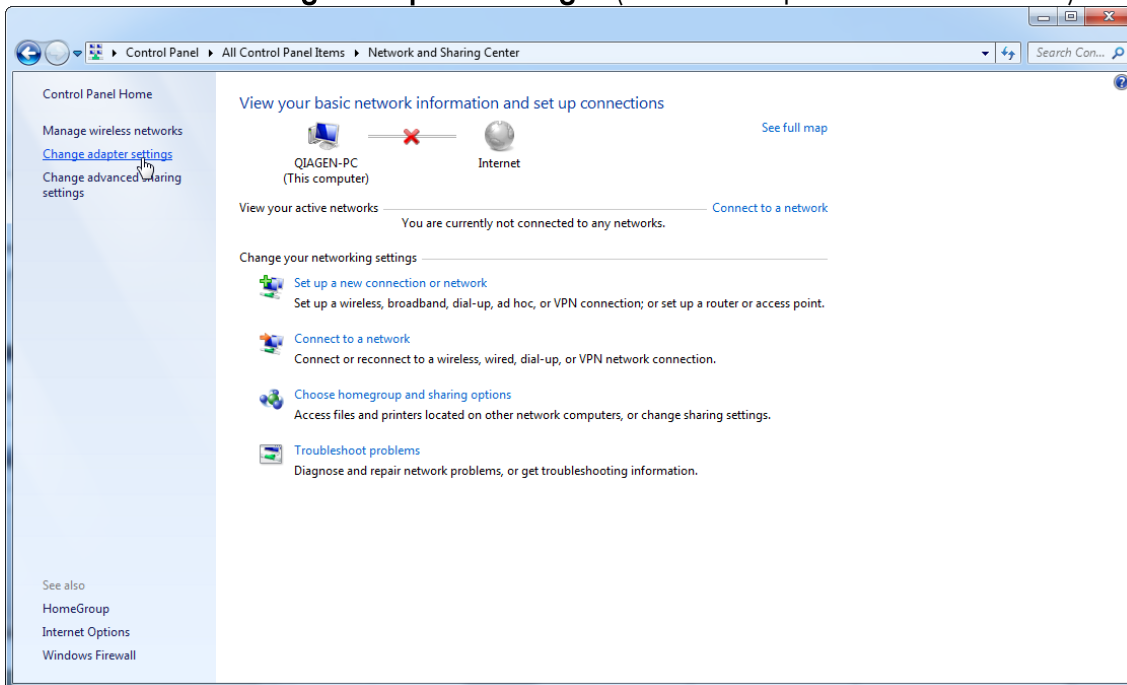 Control Panel ▸ All Control Panel Items ▸ Network and Sharing Center
Search Con...
Control Panel Home
Manage wireless networks
Change adapter settings
Change advanced sharing
settings
View your basic network information and set up connections
See full map
QIAGEN-PC
(This computer)
Internet
View your active networks
Connect to a network
You are currently not connected to any networks.
Change your networking settings
Set up a new connection or network
Set up a wireless, broadband, dial-up, ad hoc, or VPN connection; or set up a router or access point.
Connect to a network
Connect or reconnect to a wireless, wired, dial-up, or VPN network connection.
Choose homegroup and sharing options
Access files and printers located on other network computers, or change sharing settings.
Troubleshoot problems
Diagnose and repair network problems, or get troubleshooting information.
See also
HomeGroup
Internet Options
Windows Firewall